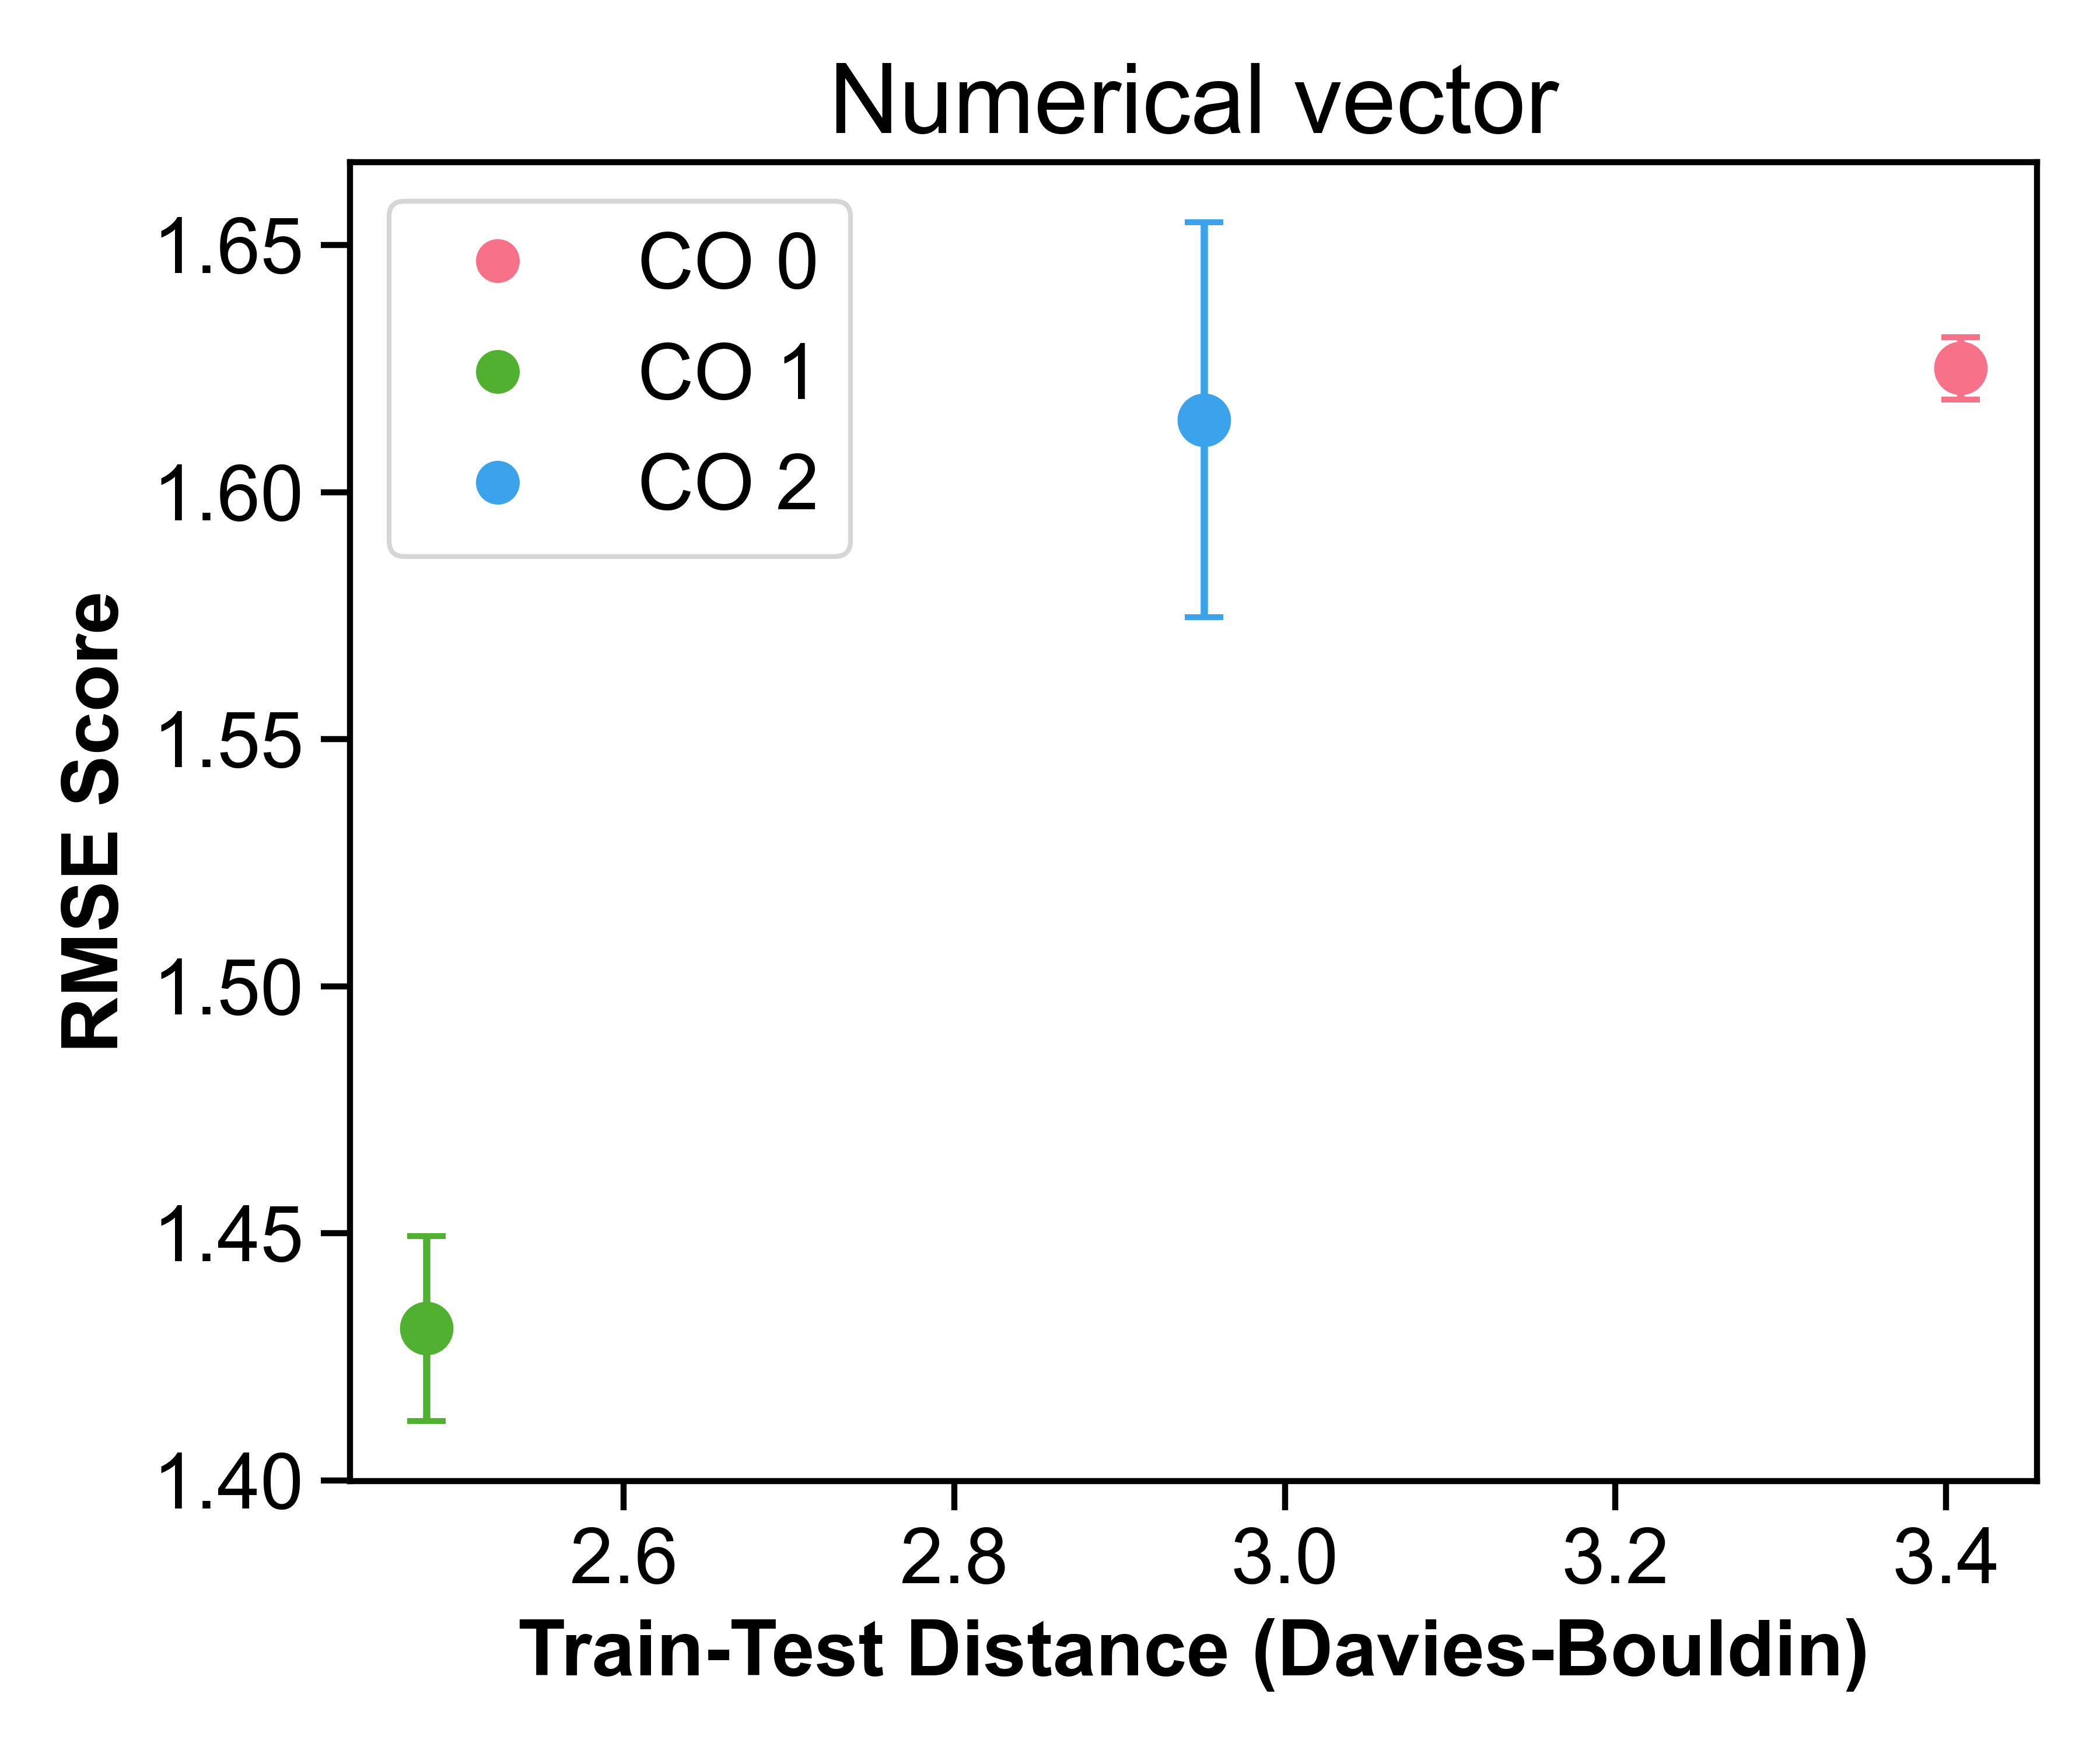 Numerical vector
CO 0
CO 1
CO 2
RMSE Score
1.65
1.60
1.55
1.50
1.45
1.40
2.6 2.8 3.0 3.2 3.4
Train-Test Distance (Davies-Bouldin)